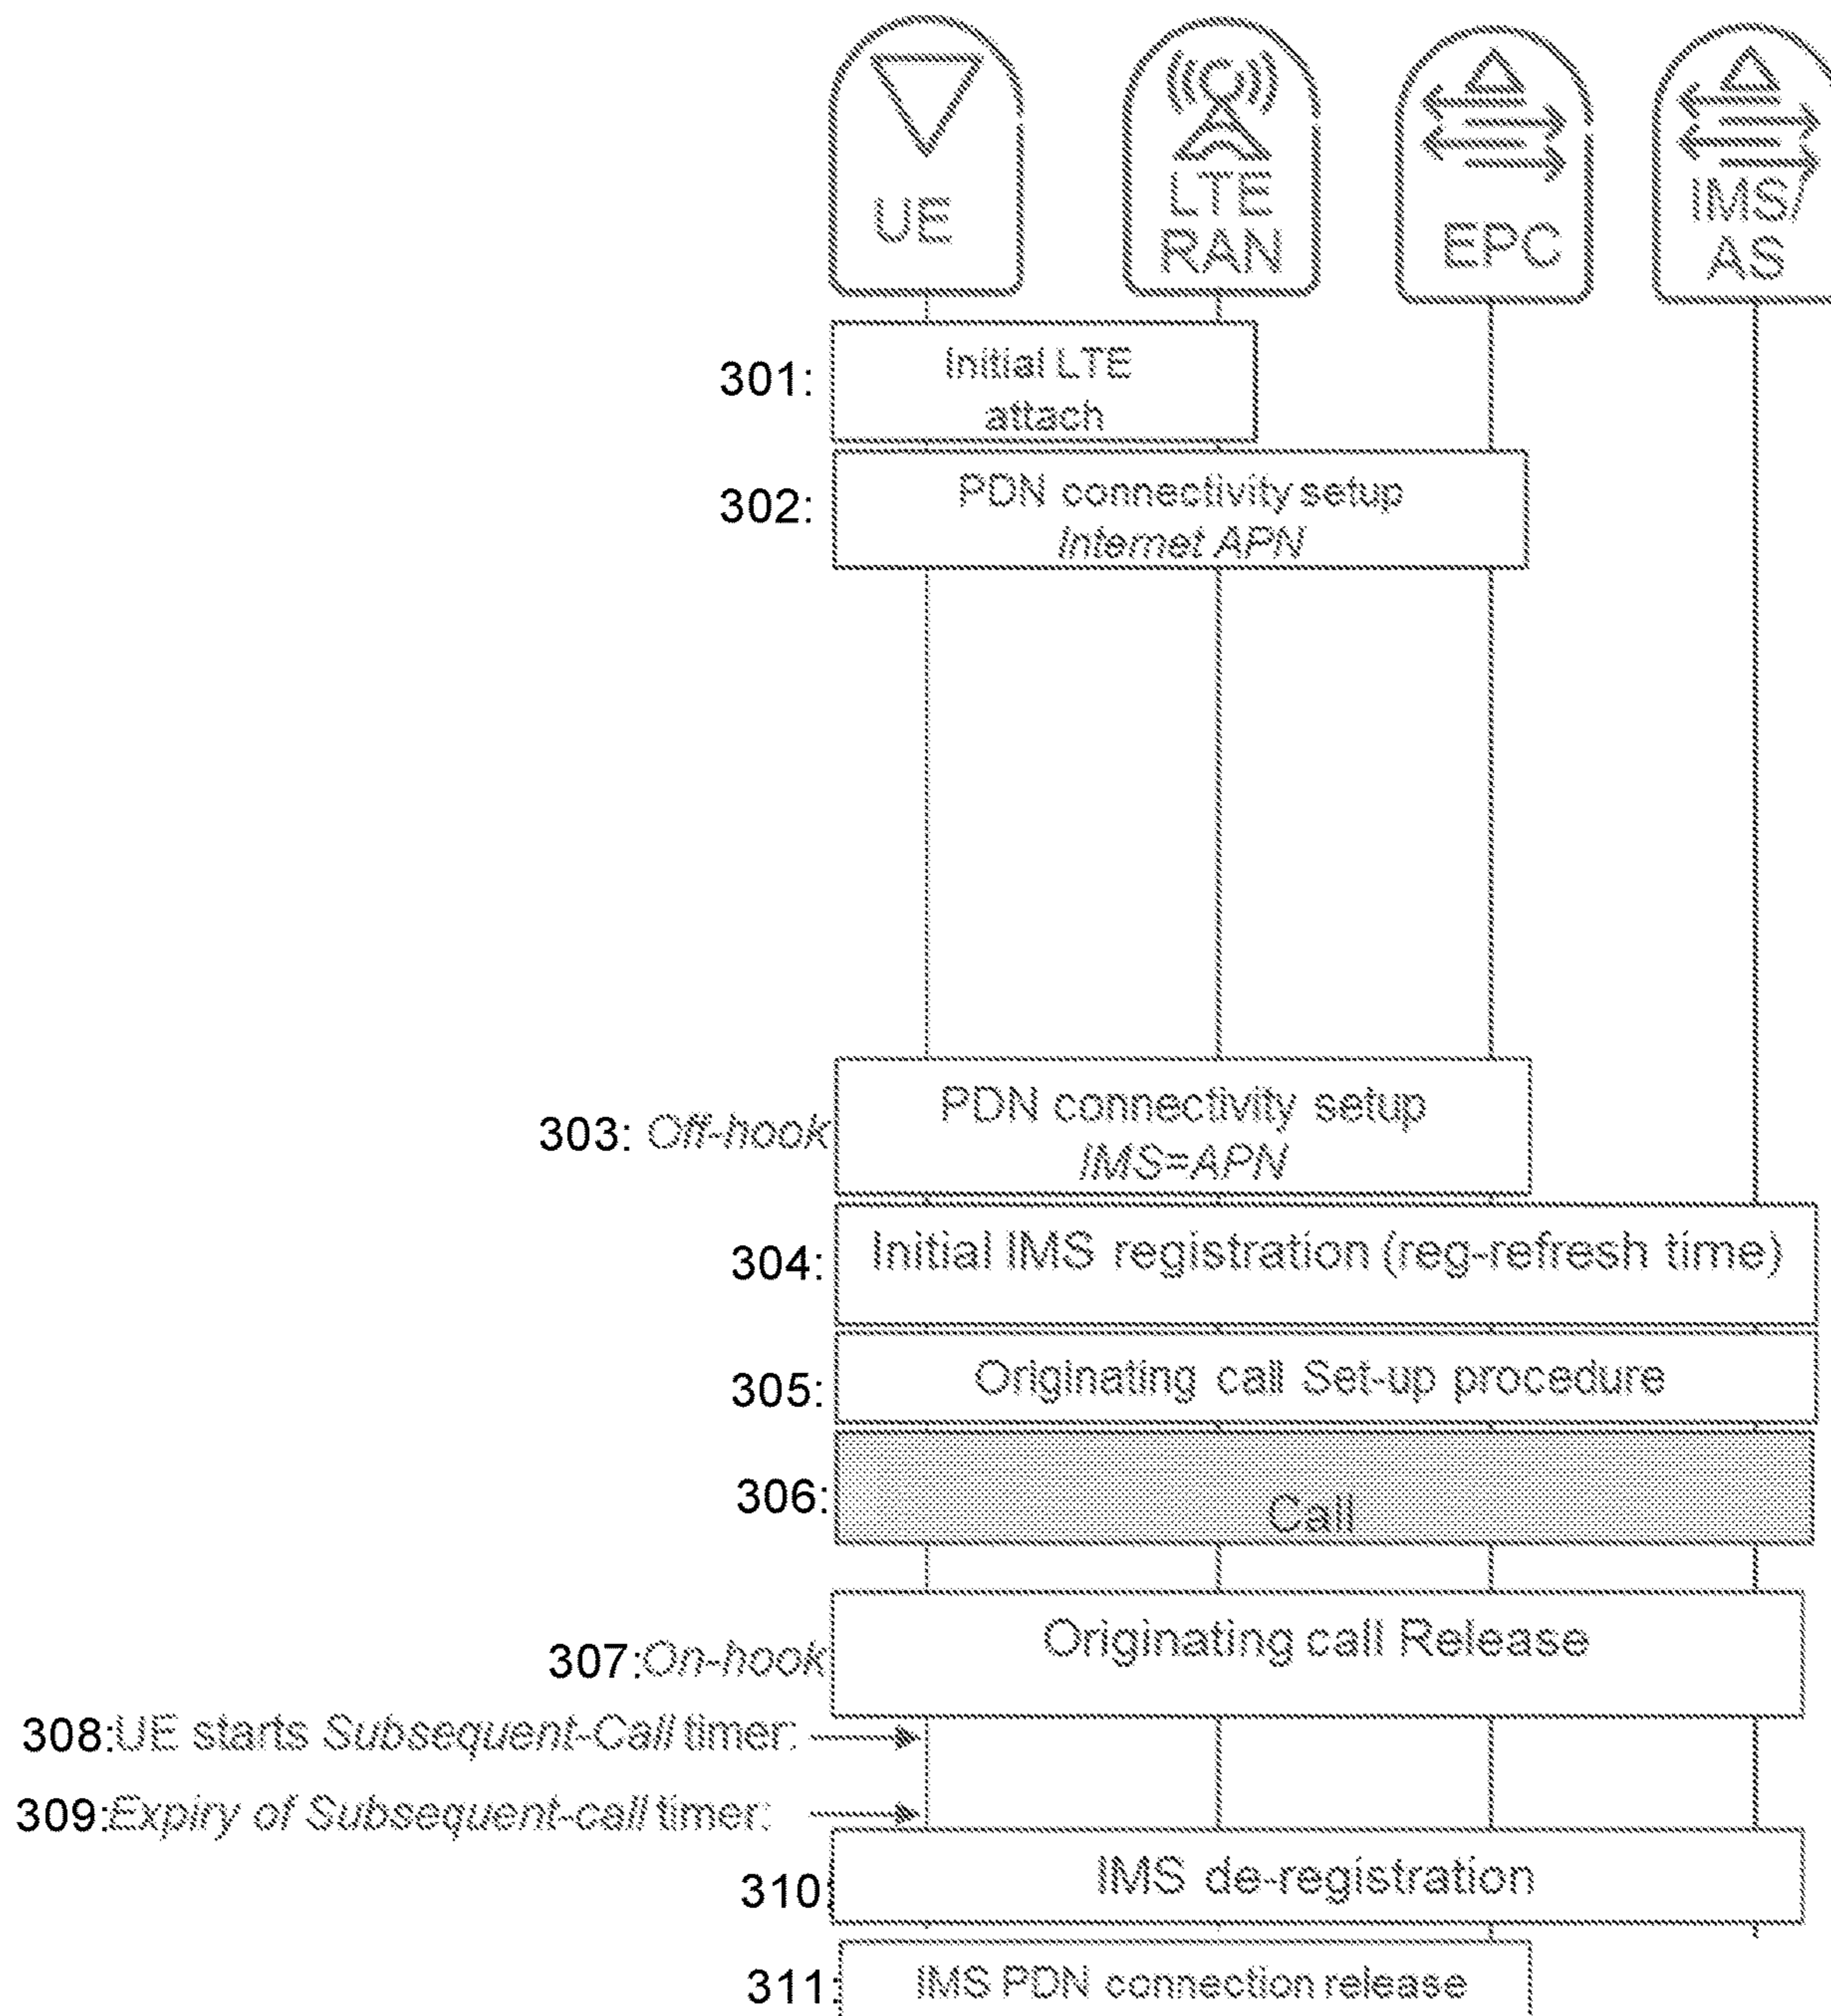 UE
LTE
RAN
EPC
IMS/
AS
301:
Initial LTE
attach
302:
PDN connectivity setup
Internet APN
303: Off-hook
PDN connectivity setup
IMS=APN
304:
Initial IMS registration (reg-refresh time)
305:
Originating call Set-up procedure
306:
Call
307:On-hook
Originating call Release
308:UE starts Subsequent-Call timer:
309:Expiry of Subsequent-call timer:
310:
IMS de-registration
311:
IMS PDN connection release